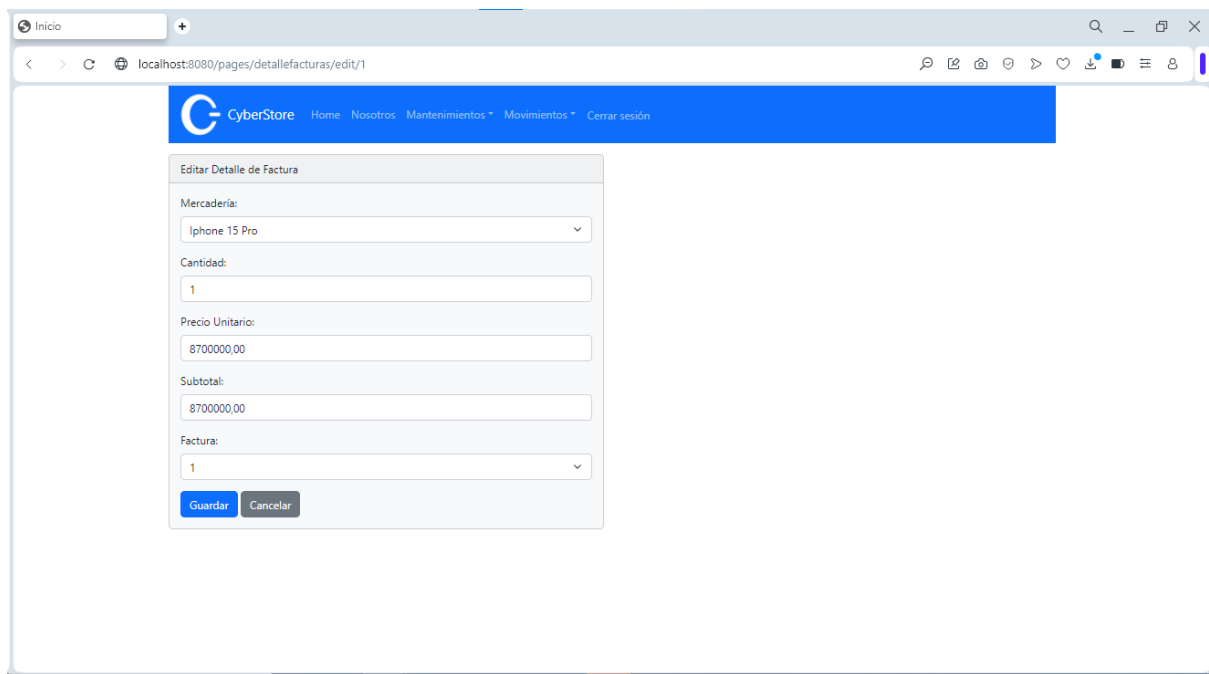 Inicio
localhost:8080/pages/detallefacturas/edit/1
CyberStore Home Nosotros Mantenimientos Movimientos Cerrar sesión
Editar Detalle de Factura
Mercadería:
Iphone 15 Pro
Cantidad:
1
Precio Unitario:
8700000,00
Subtotal:
8700000,00
Factura:
1
Guardar Cancelar